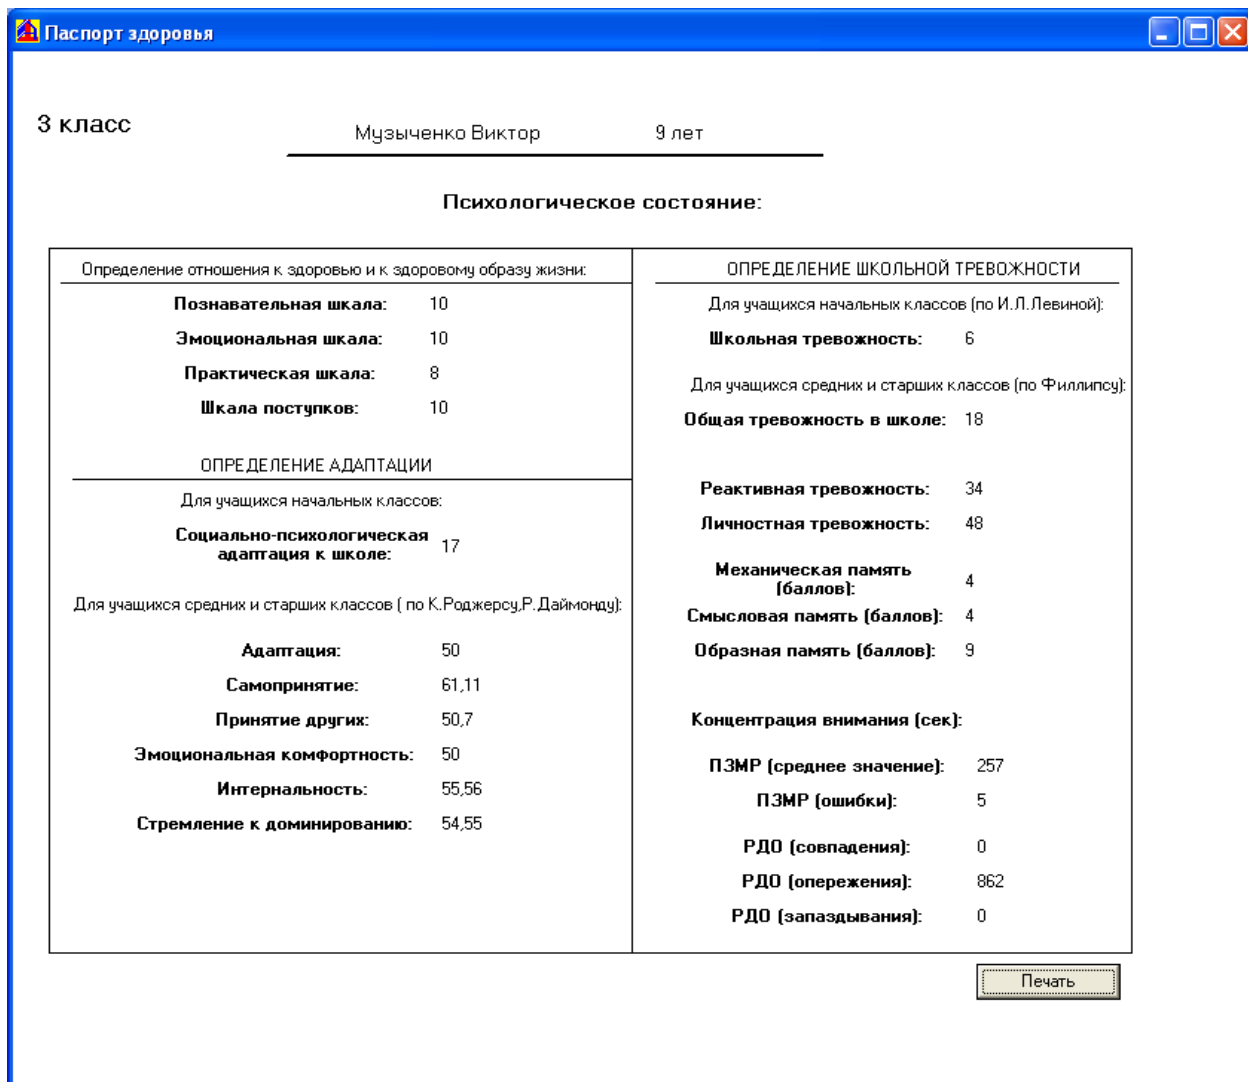 Паспорт здоровья
3 класс
Музыченко Виктор 9 лет
Психологическое состояние:
Определение отношения к здоровью и к здоровому образу жизни:
Познавательная шкала: 10
Эмоциональная шкала: 10
Практическая шкала: 8
Шкала поступков: 10
ОПРЕДЕЛЕНИЕ АДАПТАЦИИ
Для учащихся начальных классов:
Социально-психологическая
адаптация к школе: 17
Для учащихся средних и старших классов ( по К.Роджерсу,Р.Даймонду):
Адаптация: 50
Самопринятие: 61,11
Принятие других: 50,7
Эмоциональная комфортность: 50
Интернальность: 55,56
Стремление к доминированию: 54,55
ОПРЕДЕЛЕНИЕ ШКОЛЬНОЙ ТРЕВОЖНОСТИ
Для учащихся начальных классов (по И.Л.Левиной):
Школьная тревожность: 6
Для учащихся средних и старших классов (по Филлипсу):
Общая тревожность в школе: 18
Реактивная тревожность: 34
Личностная тревожность: 48
Механическая память
(баллов): 4
Смысловая память (баллов): 4
Образная память (баллов): 9
Концентрация внимания (сек):
ПЗМР (среднее значение): 257
ПЗМР (ошибки): 5
РДО (совпадения): 0
РДО (опережения): 862
РДО (запаздывания): 0
Печать